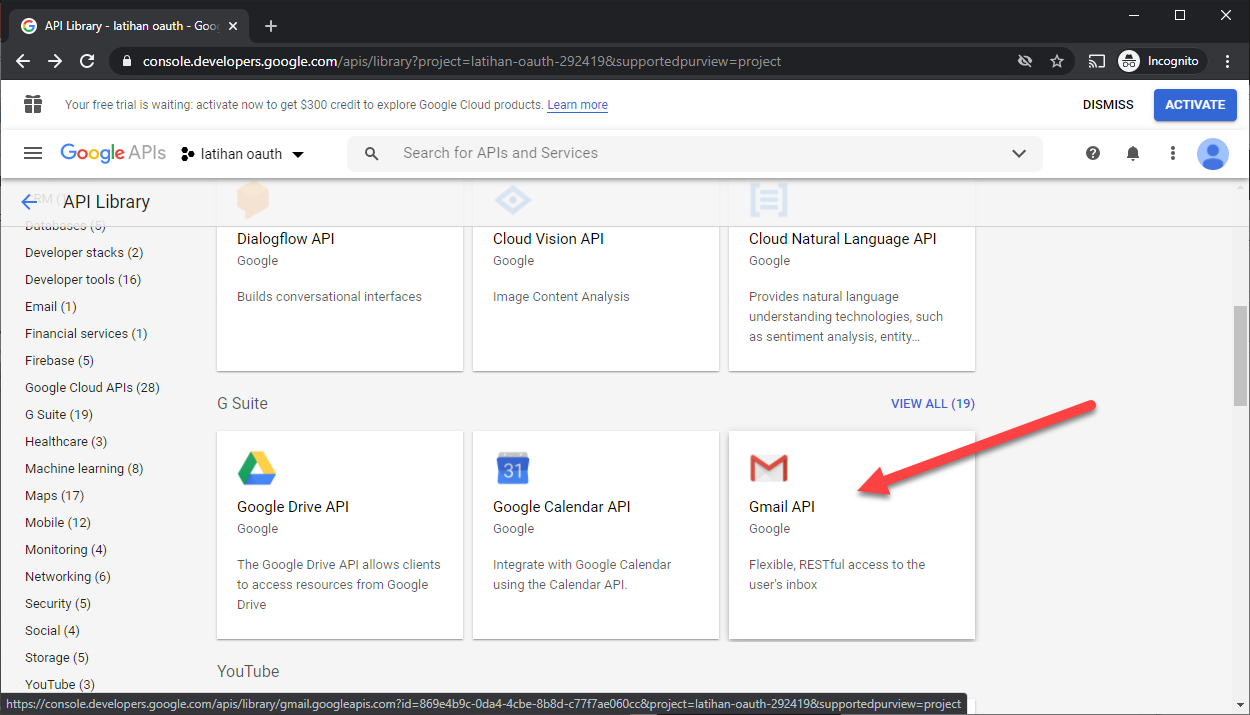 API Library - latihan oauth - Goo
console.developers.google.com/apis/library?project=latihan-oauth-292419&supportedpurview=project
Incognito
Your free trial is waiting: activate now to get $300 credit to explore Google Cloud products. Learn more
DISMISS
ACTIVATE
Google APIs
latihan oauth
Search for APIs and Services
API Library
Databases (5)
Developer stacks (2)
Developer tools (16)
Email (1)
Financial services (1)
Firebase (5)
Google Cloud APIs (28)
G Suite (19)
Healthcare (3)
Machine learning (8)
Maps (17)
Mobile (12)
Monitoring (4)
Networking (6)
Security (5)
Social (4)
Storage (5)
YouTube (3)
Dialogflow API
Google
Builds conversational interfaces
Cloud Vision API
Google
Image Content Analysis
Cloud Natural Language API
Google
Provides natural language
understanding technologies, such
as sentiment analysis, entity...
G Suite
VIEW ALL (19)
Google Drive API
Google
The Google Drive API allows clients
to access resources from Google
Drive
31
Google Calendar API
Google
Integrate with Google Calendar
using the Calendar API.
Gmail API
Google
Flexible, RESTful access to the
user's inbox
YouTube
https://console.developers.google.com/apis/library/gmail.googleapis.com?id=869e4b9c-0da4-4cbe-8b8d-c77f7ae060cc&project=latihan-oauth-292419&supportedpurview=project